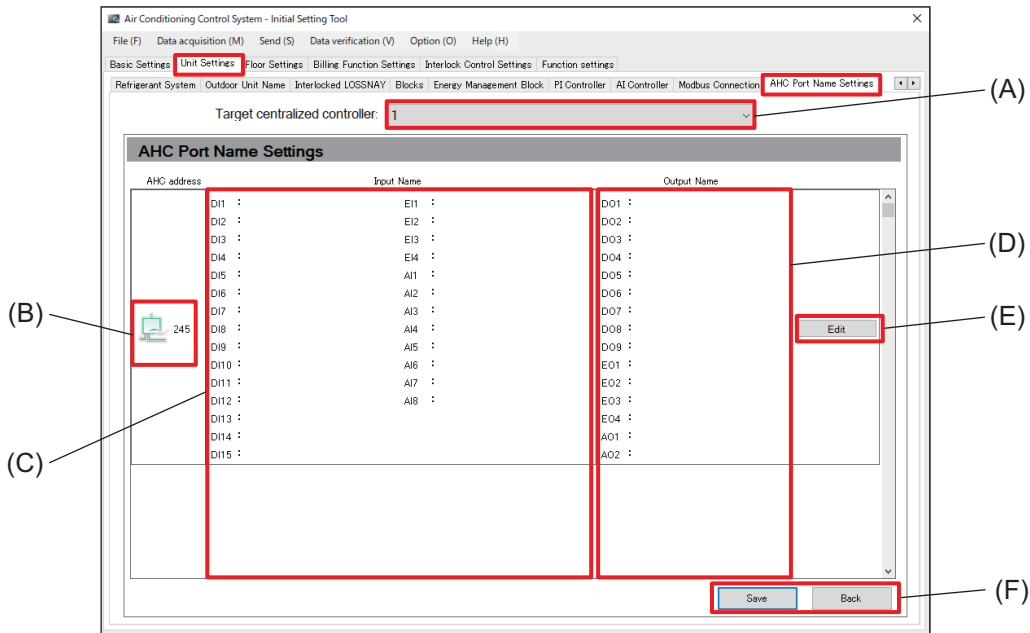 Air Conditioning Control System - Initial Setting Tool
File (F) Data acquisition (M) Send (S) Data verification (V) Option (O) Help (H)
Basic Settings Unit Settings Floor Settings Billing Function Settings Interlock Control Settings Function settings
Refrigerant System Outdoor Unit Name Interlocked LOSSNAY Blocks Energy Management Block PI Controller AI Controller Modbus Connection AHC Port Name Settings
(A)
Target centralized controller: 1
AHC Port Name Settings
AHC address Input Name Output Name
DI1 : EI1 : DO1 :
DI2 : EI2 : DO2 :
DI3 : EI3 : DO3 :
(D)
DI4 : EI4 : DO4 :
DI5 : AI1 : DO5 :
DI6 : AI2 : DO6 :
(B)
DI7 : AI3 : DO7 :
(E)
245 DI8 : AI4 : DO8 : Edit
DI9 : AI5 : DO9 :
DI10 : AI6 : EO1 :
DI11 : AI7 : EO2 :
DI12 : AI8 : EO3 :
DI13 : EO4 :
DI14 : AO1 :
DI15 : AO2 :
(C)
Save Back
(F)